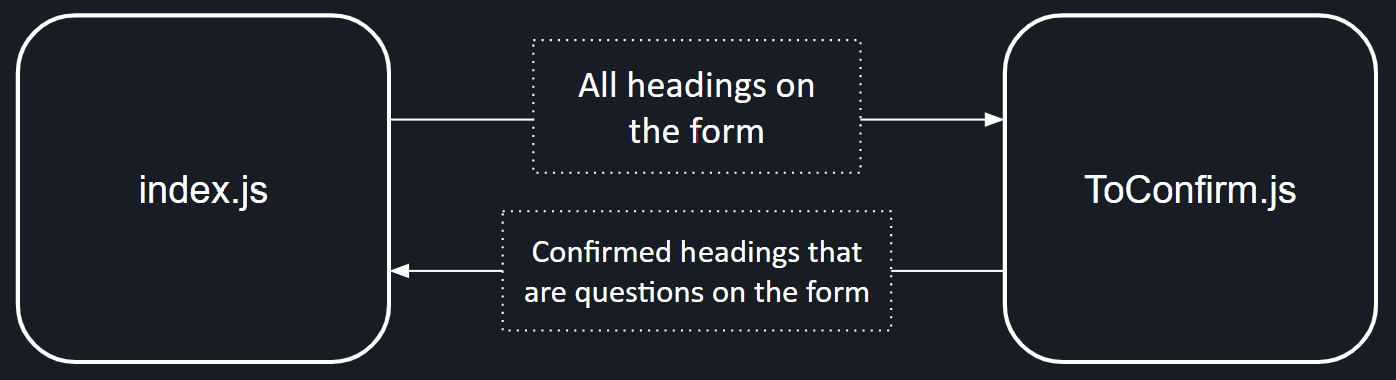 index.js
All headings on
the form
Confirmed headings that
are questions on the form
ToConfirm.js